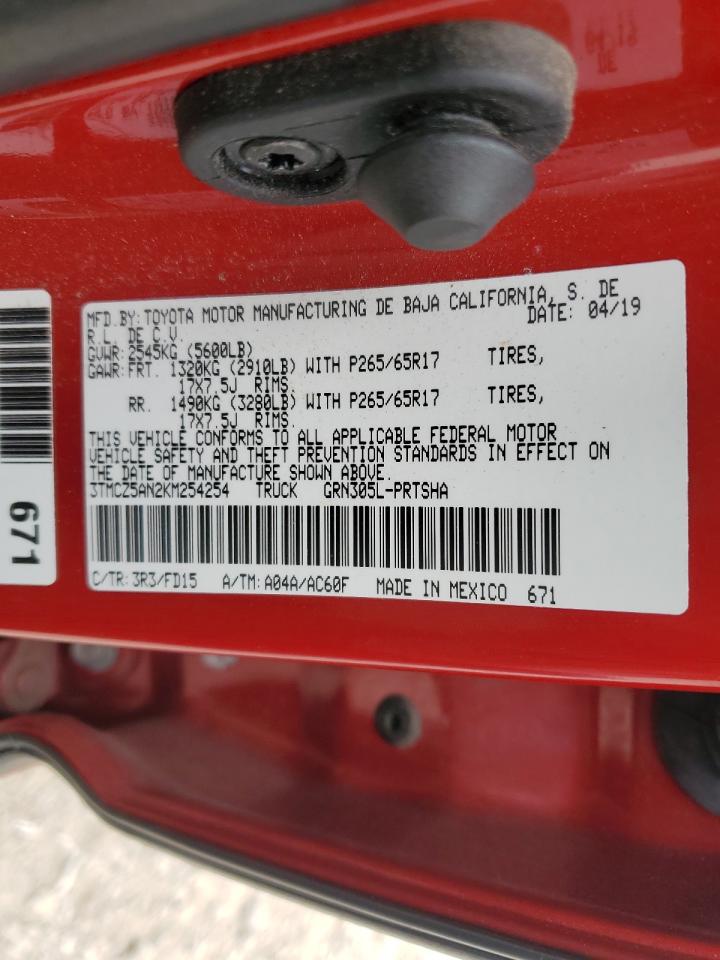 04 13
DE
MFD.BY:TOYOTA MOTOR MANUFACTURING DE BAJA CALIFORNIA, S. DE
R.L. DE C.V. DATE: 04/19
GVWR:2545KG (5600LB)
GAWR:FRT. 1320KG (2910LB) WITH P265/65R17 TIRES,
17X7.5J RIMS.
RR. 1490KG (3280LB) WITH P265/65R17 TIRES,
17X7.5J RIMS.
THIS VEHICLE CONFORMS TO ALL APPLICABLE FEDERAL MOTOR
VEHICLE SAFETY AND THEFT PREVENTION STANDARDS IN EFFECT ON
THE DATE OF MANUFACTURE SHOWN ABOVE.
3TMCZ5AN2KM254254 TRUCK GRN305L-PRTSHA
C/TR:3R3/FD15 A/TM:A04A/AC60F MADE IN MEXICO 671
671